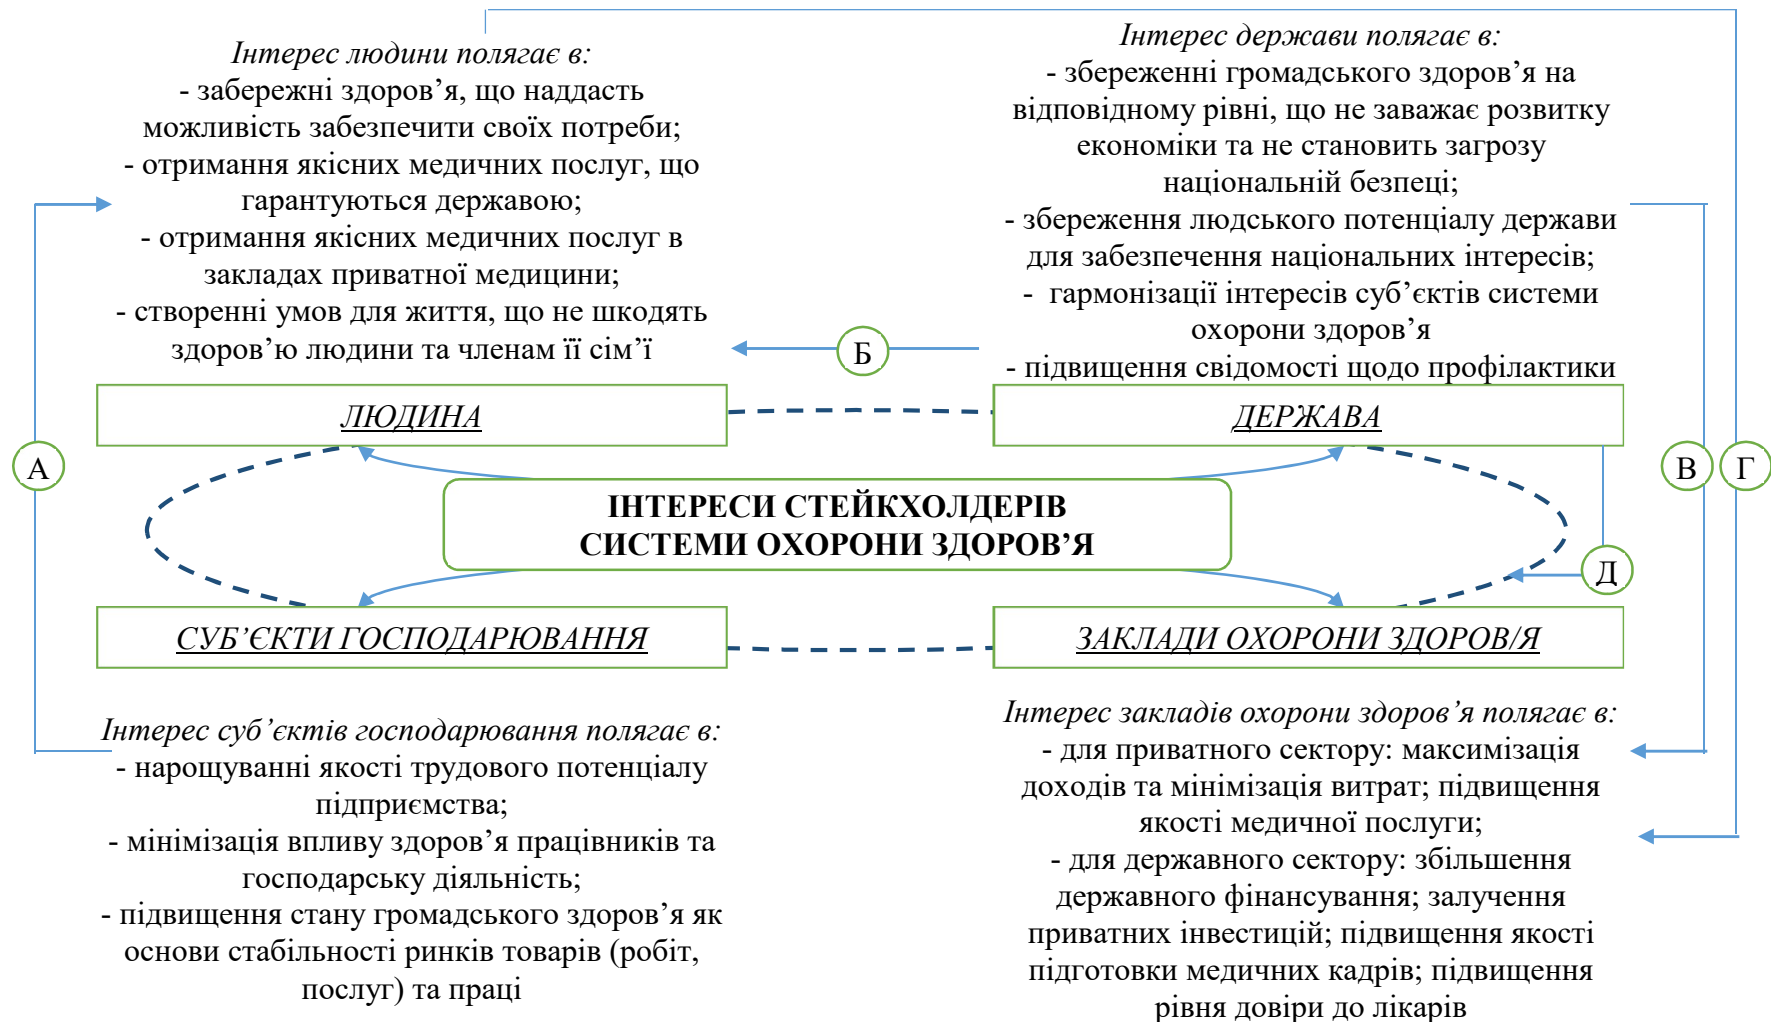 Інтерес людини полягає в:
- забережні здоров’я, що наддасть
можливість забезпечити своїх потреби;
- отримання якісних медичних послуг, що
гарантуються державою;
- отримання якісних медичних послуг в
закладах приватної медицини;
- створенні умов для життя, що не шкодять
здоров’ю людини та членам її сім’ї
Інтерес держави полягає в:
- збереженні громадського здоров’я на
відповідному рівні, що не заважає розвитку
економіки та не становить загрозу
національній безпеці;
- збереження людського потенціалу держави
для забезпечення національних інтересів;
- гармонізації інтересів суб’єктів системи
охорони здоров’я
- підвищення свідомості щодо профілактики
Б
ЛЮДИНА
ДЕРЖАВА
А
В
Г
ІНТЕРЕСИ СТЕЙКХОЛДЕРІВ
СИСТЕМИ ОХОРОНИ ЗДОРОВ’Я
Д
СУБ’ЄКТИ ГОСПОДАРЮВАННЯ
ЗАКЛАДИ ОХОРОНИ ЗДОРОВ/Я
Інтерес суб’єктів господарювання полягає в:
- нарощуванні якості трудового потенціалу
підприємства;
- мінімізація впливу здоров’я працівників та
господарську діяльність;
- підвищення стану громадського здоров’я як
основи стабільності ринків товарів (робіт,
послуг) та праці
Інтерес закладів охорони здоров’я полягає в:
- для приватного сектору: максимізація
доходів та мінімізація витрат; підвищення
якості медичної послуги;
- для державного сектору: збільшення
державного фінансування; залучення
приватних інвестицій; підвищення якості
підготовки медичних кадрів; підвищення
рівня довіри до лікарів